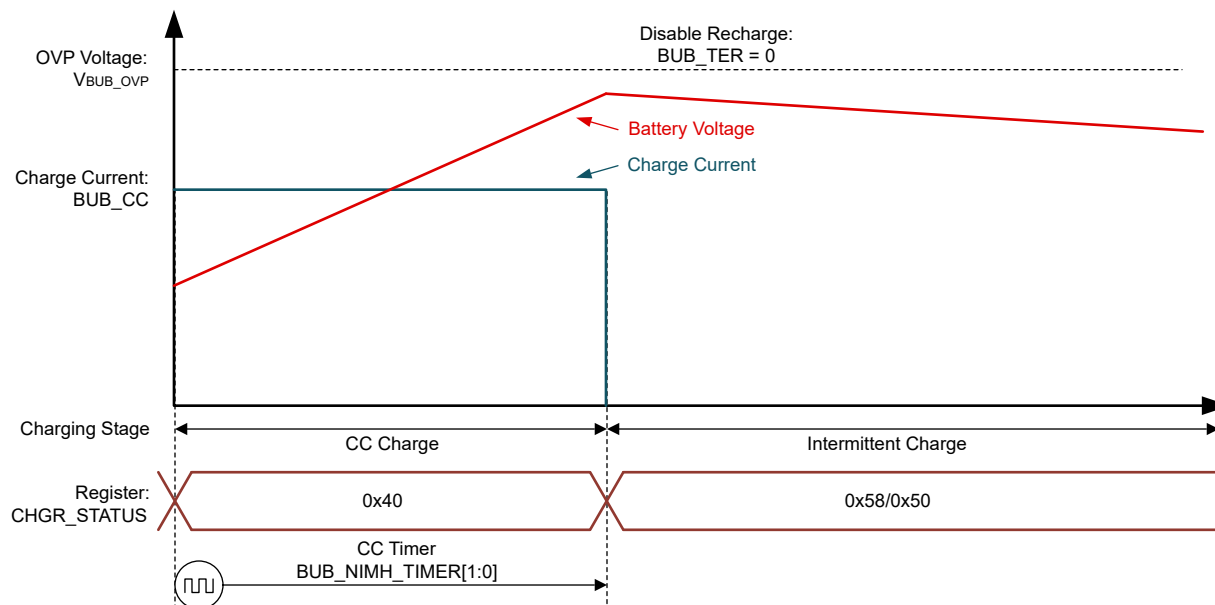 Disable Recharge:
BUB_TER = 0
OVP Voltage:
VBUB_OVP
Battery Voltage
Charge Current
Charge Current:
BUB_CC
Charging Stage
CC Charge
Intermittent Charge
Register:
CHGR_STATUS
0x40
0x58/0x50
CC Timer
BUB_NIMH_TIMER[1:0]